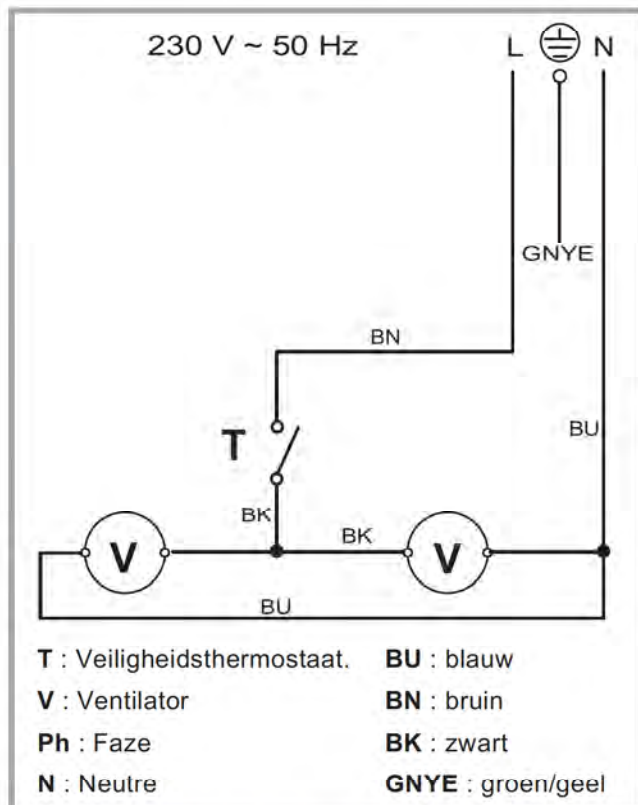 230 V ~ 50 Hz
L N
GNYE
BN
T
BU
BK
BK
V V
BU
T : Veiligheidsthermostaat. BU : blauw
V : Ventilator BN : bruin
Ph : Faze BK : zwart
N : Neutre GNYE : groen/geel